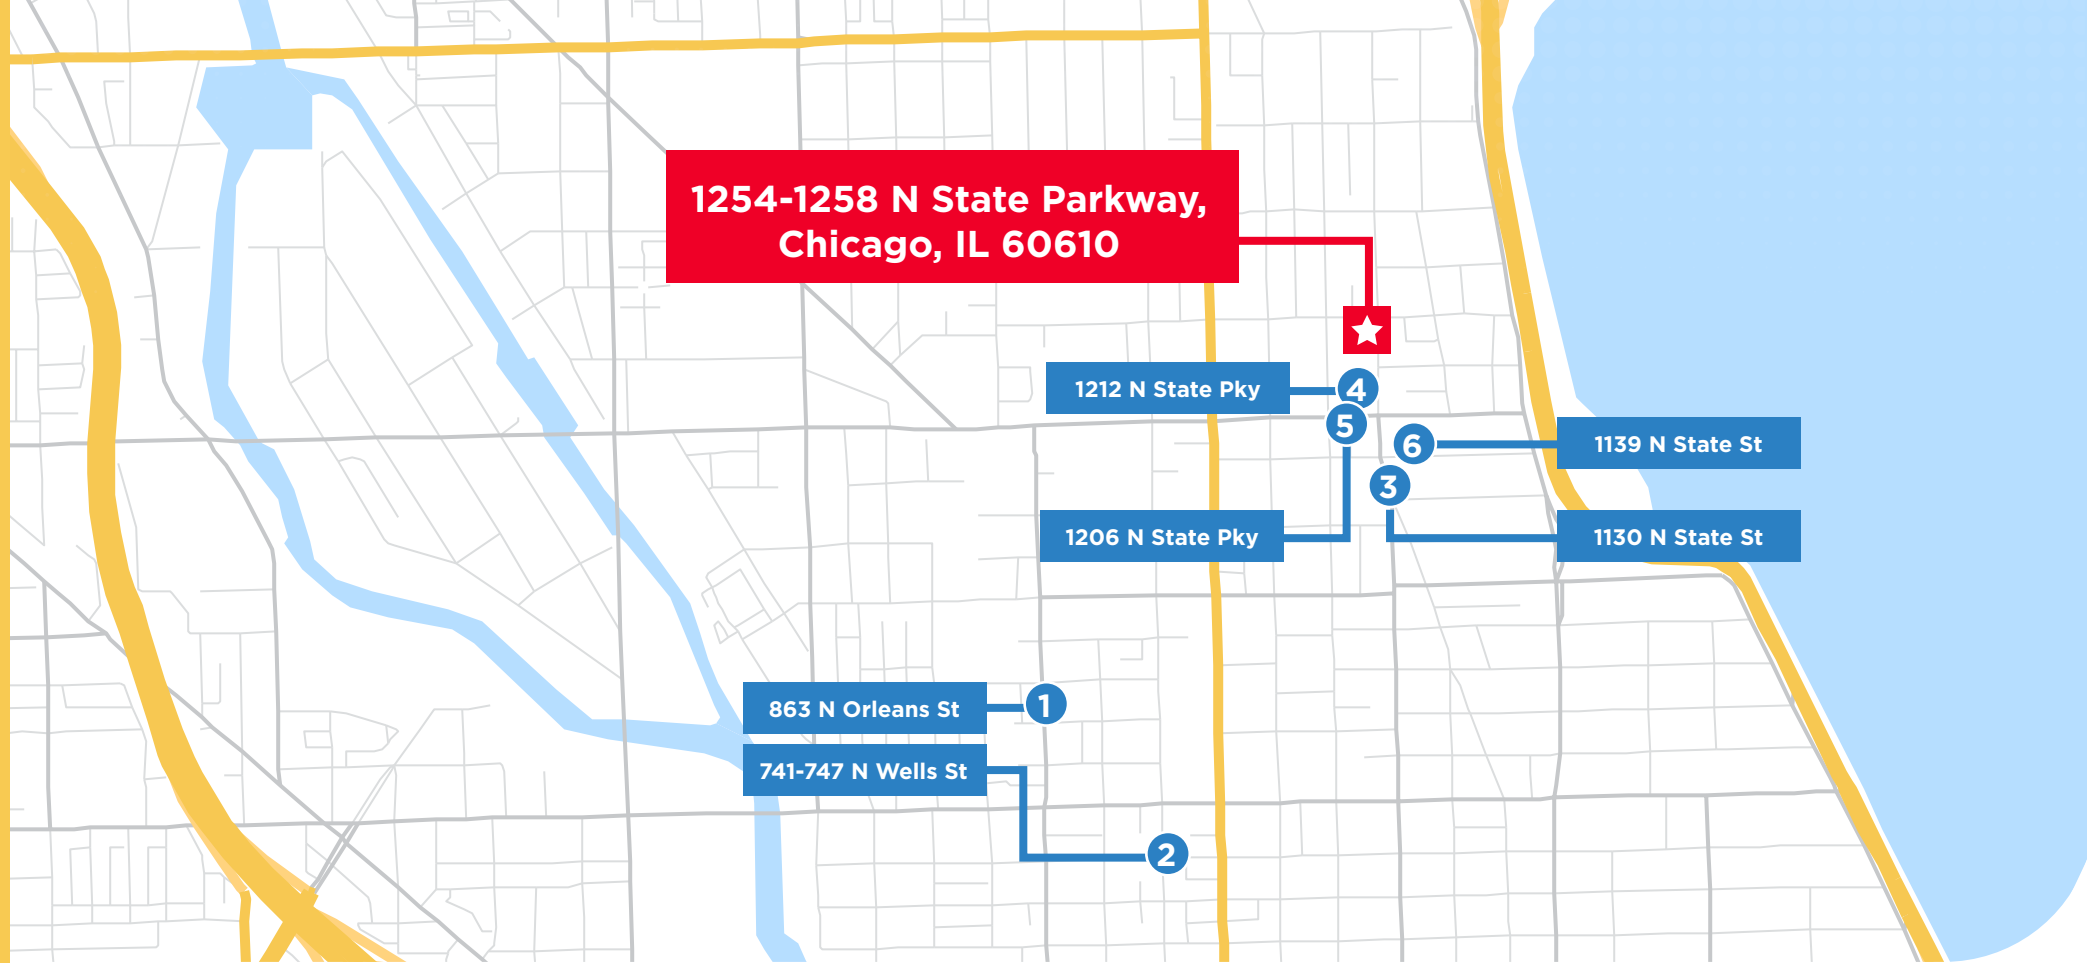 1254-1258 N State Parkway,
Chicago, IL 60610
1212 N State Pky
4
5
6
1139 N State St
3
1206 N State Pky
1130 N State St
863 N Orleans St
1
741-747 N Wells St
2